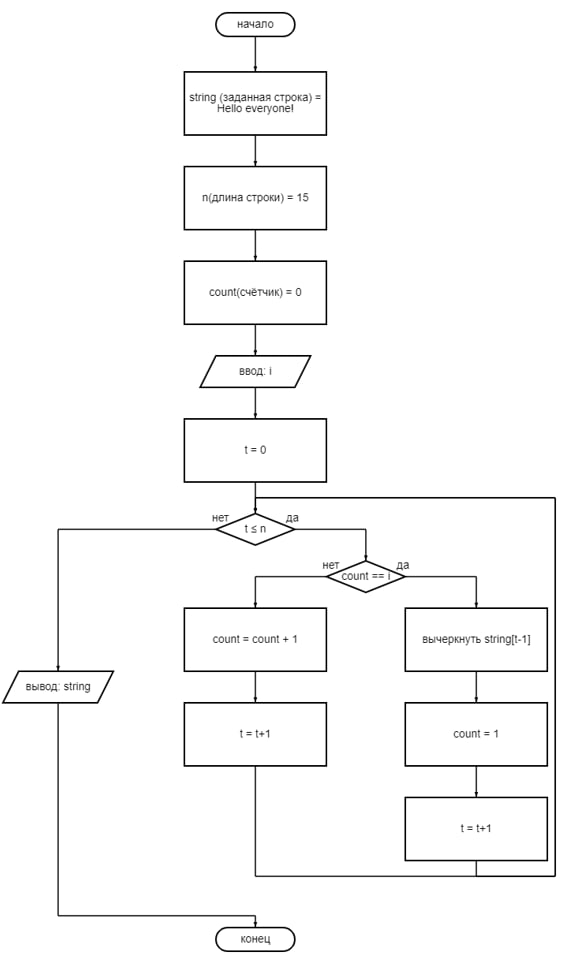 начало
string (заданная строка) =
Hello everyone!
n(длина строки) = 15
count(счётчик) = 0
ввод: i
t = 0
нет
да
t ≤ n
нет
да
count == i
count = count + 1
вычеркнуть string[t-1]
вывод: string
t = t+1
count = 1
t = t+1
конец